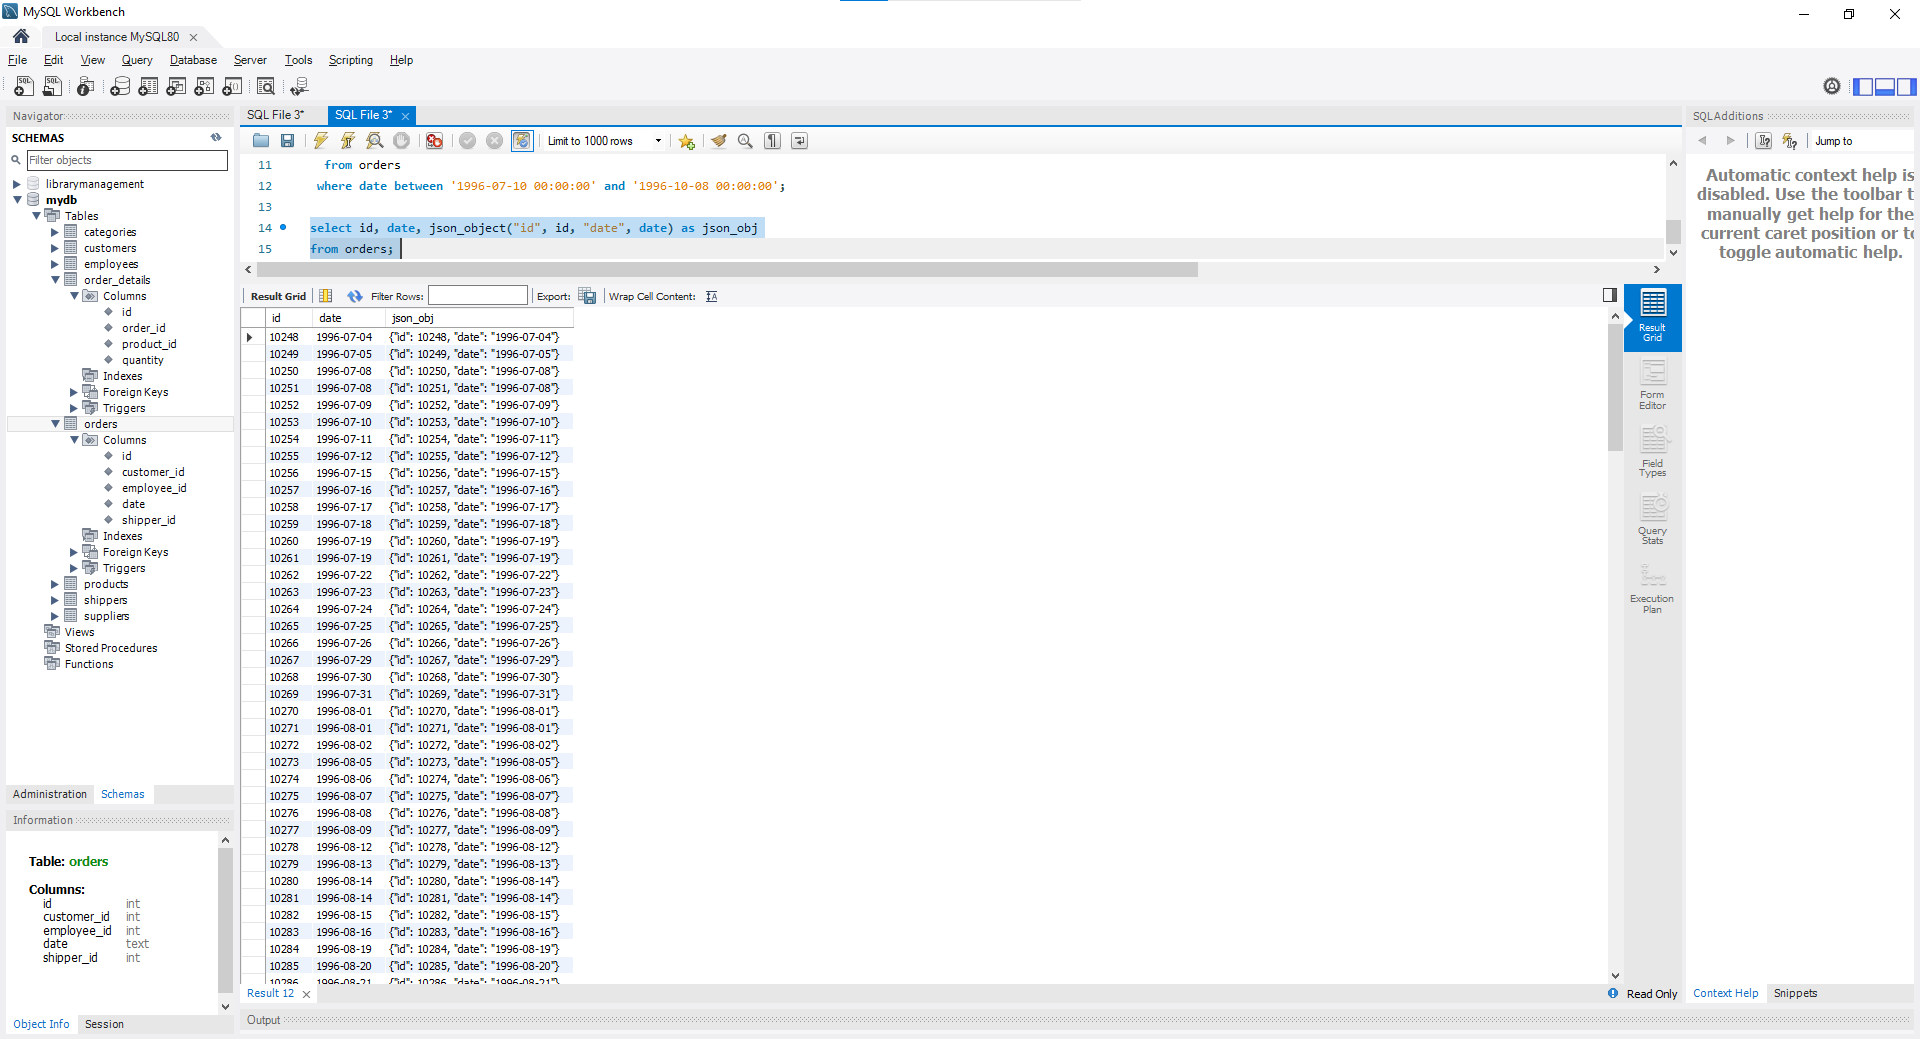 MySQL Workbench
Local instance MySQL80
File Edit View Query Database Server Tools Scripting Help
Navigator
SCHEMAS
Filter objects
librarymanagement
mydb
Tables
categories
customers
employees
order_details
Columns
id
order_id
product_id
quantity
Indexes
Foreign Keys
Triggers
orders
Columns
id
customer_id
employee_id
date
shipper_id
Indexes
Foreign Keys
Triggers
products
shippers
suppliers
Views
Stored Procedures
Functions
Administration Schemas
Information
Table: orders
Columns:
id int
customer_id int
employee_id int
date text
shipper_id int
Object Info Session
SQL File 3* SQL File 3*
Limit to 1000 rows
11 from orders
12 where date between '1996-07-10 00:00:00' and '1996-10-08 00:00:00';
13
14 select id, date, json_object("id", id, "date", date) as json_obj
15 from orders;
Result Grid Filter Rows: Export: Wrap Cell Content:
id date json_obj
10248 1996-07-04 {"id": 10248, "date": "1996-07-04"}
10249 1996-07-05 {"id": 10249, "date": "1996-07-05"}
10250 1996-07-08 {"id": 10250, "date": "1996-07-08"}
10251 1996-07-08 {"id": 10251, "date": "1996-07-08"}
10252 1996-07-09 {"id": 10252, "date": "1996-07-09"}
10253 1996-07-10 {"id": 10253, "date": "1996-07-10"}
10254 1996-07-11 {"id": 10254, "date": "1996-07-11"}
10255 1996-07-12 {"id": 10255, "date": "1996-07-12"}
10256 1996-07-15 {"id": 10256, "date": "1996-07-15"}
10257 1996-07-16 {"id": 10257, "date": "1996-07-16"}
10258 1996-07-17 {"id": 10258, "date": "1996-07-17"}
10259 1996-07-18 {"id": 10259, "date": "1996-07-18"}
10260 1996-07-19 {"id": 10260, "date": "1996-07-19"}
10261 1996-07-19 {"id": 10261, "date": "1996-07-19"}
10262 1996-07-22 {"id": 10262, "date": "1996-07-22"}
10263 1996-07-23 {"id": 10263, "date": "1996-07-23"}
10264 1996-07-24 {"id": 10264, "date": "1996-07-24"}
10265 1996-07-25 {"id": 10265, "date": "1996-07-25"}
10266 1996-07-26 {"id": 10266, "date": "1996-07-26"}
10267 1996-07-29 {"id": 10267, "date": "1996-07-29"}
10268 1996-07-30 {"id": 10268, "date": "1996-07-30"}
10269 1996-07-31 {"id": 10269, "date": "1996-07-31"}
10270 1996-08-01 {"id": 10270, "date": "1996-08-01"}
10271 1996-08-01 {"id": 10271, "date": "1996-08-01"}
10272 1996-08-02 {"id": 10272, "date": "1996-08-02"}
10273 1996-08-05 {"id": 10273, "date": "1996-08-05"}
10274 1996-08-06 {"id": 10274, "date": "1996-08-06"}
10275 1996-08-07 {"id": 10275, "date": "1996-08-07"}
10276 1996-08-08 {"id": 10276, "date": "1996-08-08"}
10277 1996-08-09 {"id": 10277, "date": "1996-08-09"}
10278 1996-08-12 {"id": 10278, "date": "1996-08-12"}
10279 1996-08-13 {"id": 10279, "date": "1996-08-13"}
10280 1996-08-14 {"id": 10280, "date": "1996-08-14"}
10281 1996-08-14 {"id": 10281, "date": "1996-08-14"}
10282 1996-08-15 {"id": 10282, "date": "1996-08-15"}
10283 1996-08-16 {"id": 10283, "date": "1996-08-16"}
10284 1996-08-19 {"id": 10284, "date": "1996-08-19"}
10285 1996-08-20 {"id": 10285, "date": "1996-08-20"}
10286 1996-08-21 {"id": 10286, "date": "1996-08-21"}
Result 12
Read Only
Output
Result
Grid
Form
Editor
Field
Types
Query
Stats
Execution
Plan
SQLAdditions
Jump to
Automatic context help is
disabled. Use the toolbar t
manually get help for the
current caret position or to
toggle automatic help.
Context Help Snippets